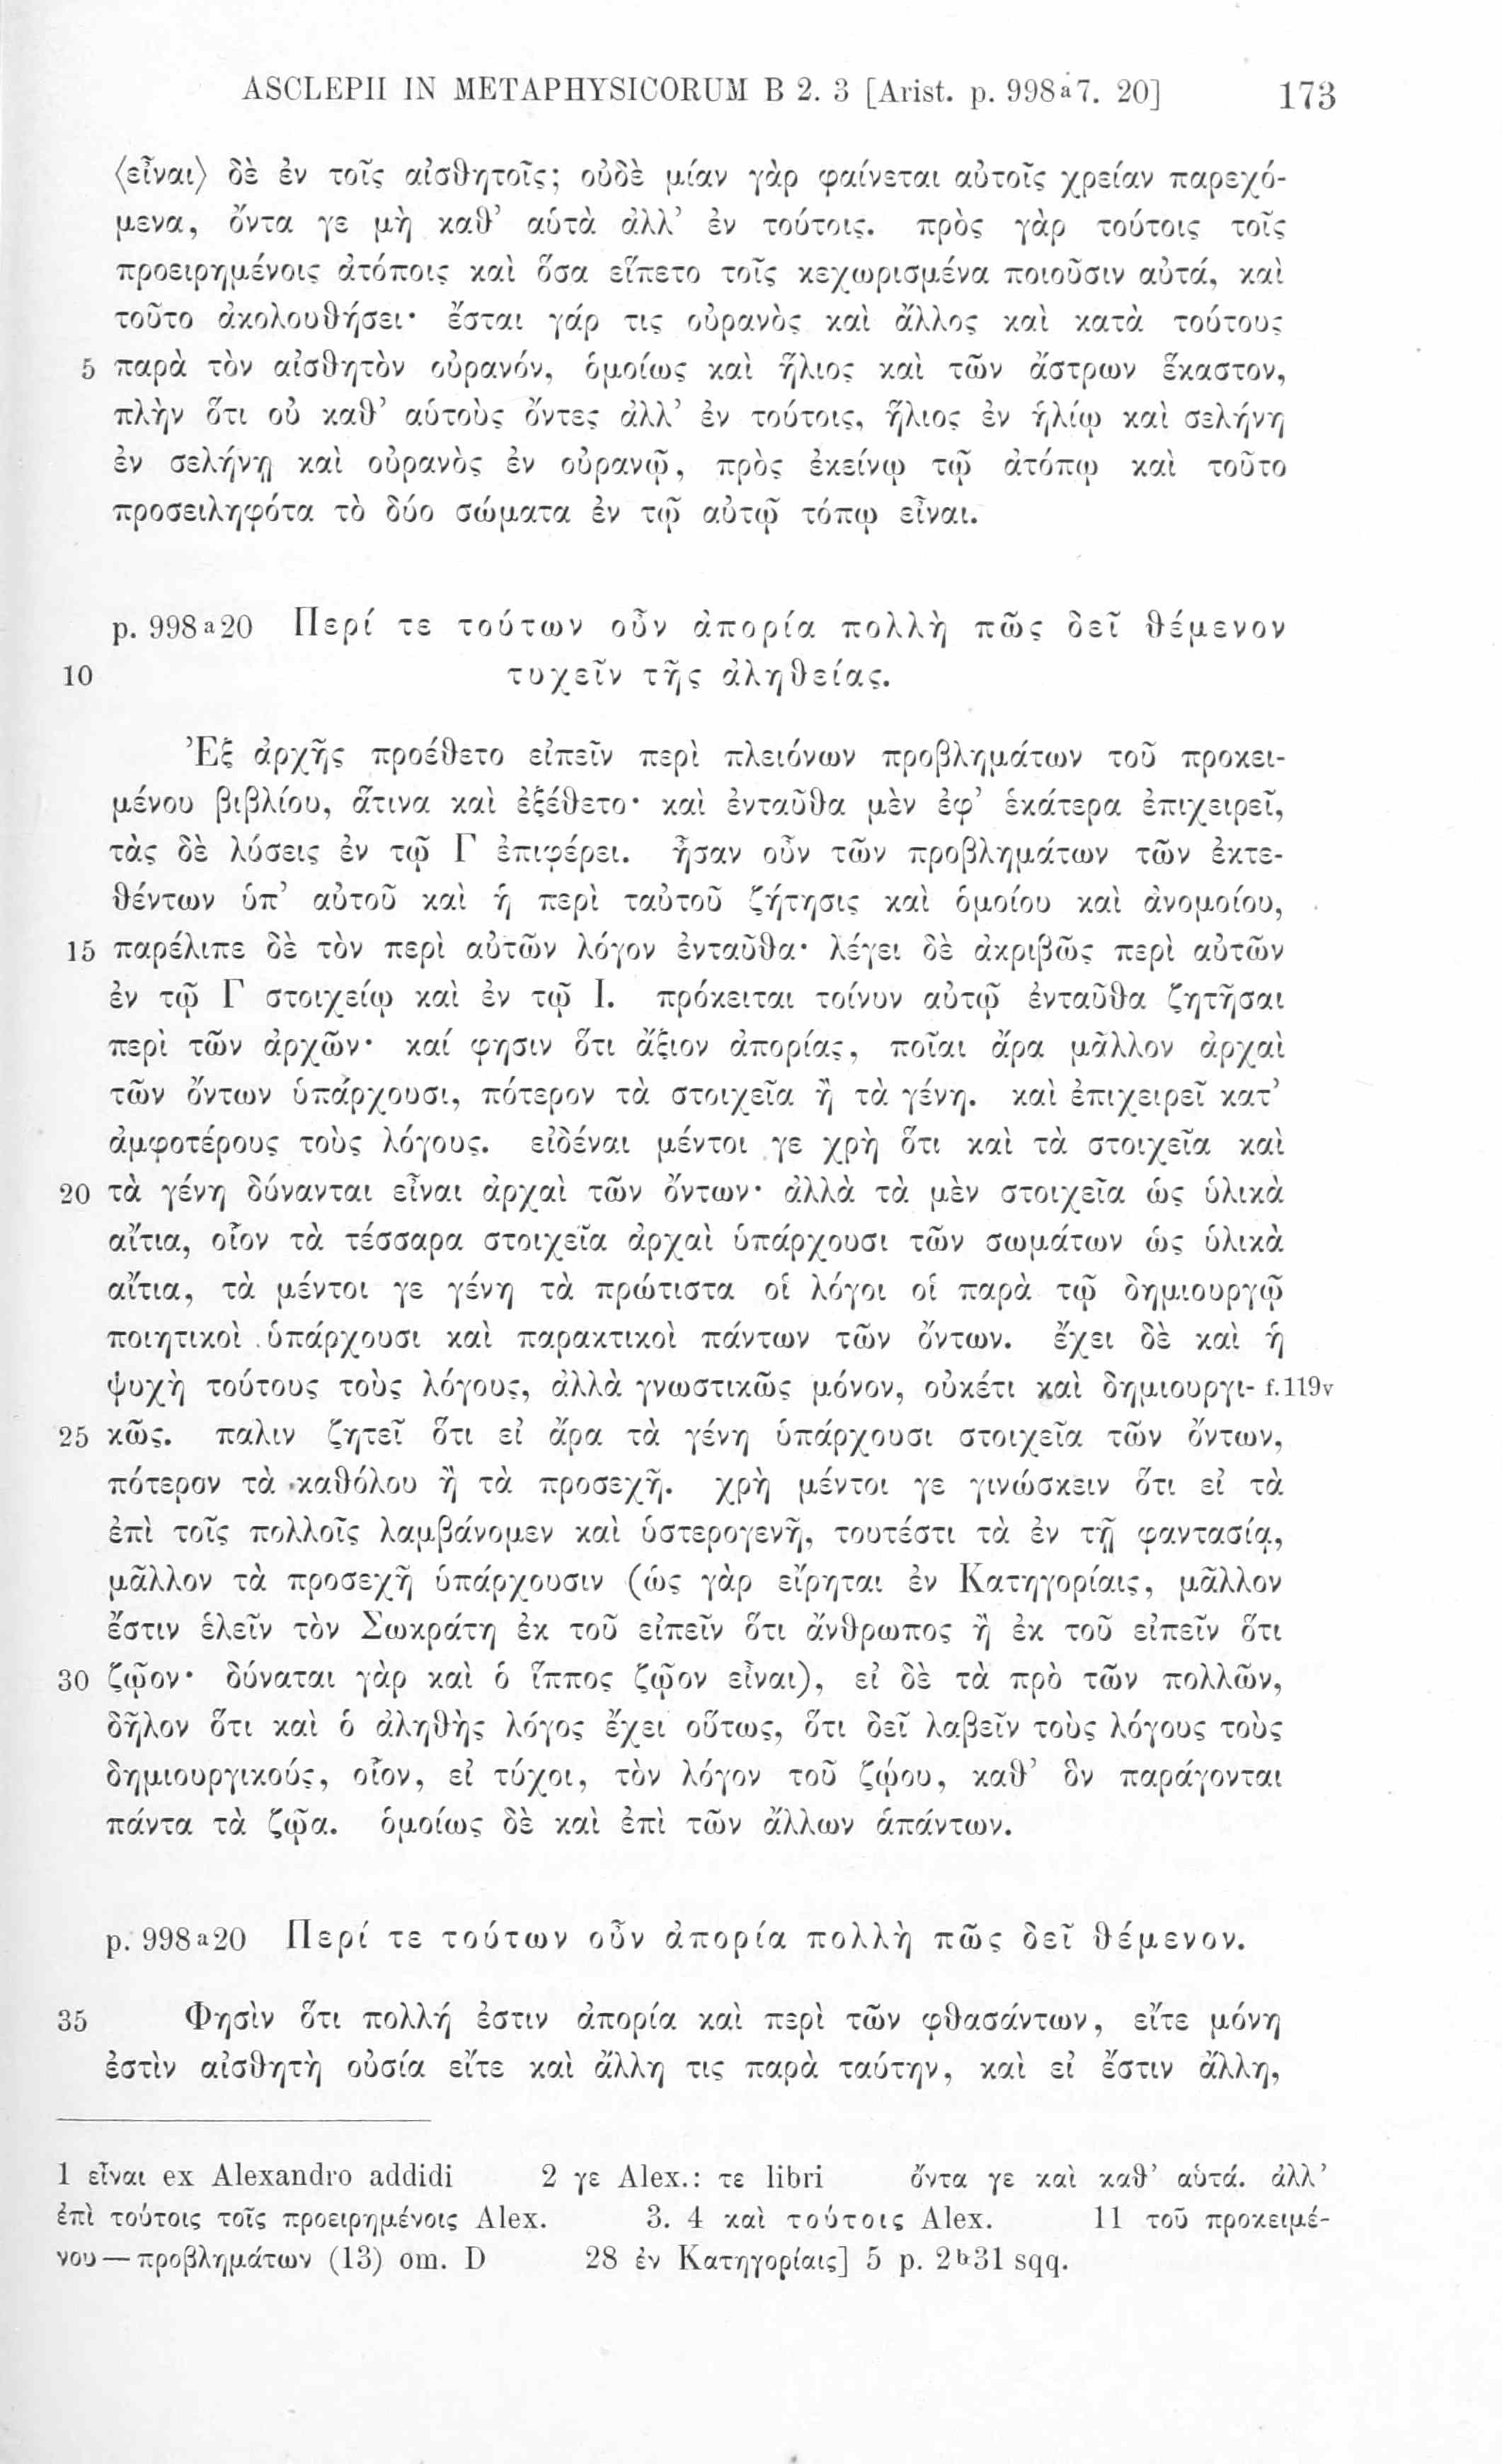 ASCLEPII IN METAPHYSICORUM B 2. 3 [Arist. p. 998ᵃ7. 20] 173
⟨εἶναι⟩ δὲ ἐν τοῖς αἰσθητοῖς; οὐδὲ μίαν γὰρ φαίνεται αὐτοῖς χρείαν παρεχό-
μενα, ὄντα γε μὴ καθ’ αὑτὰ ἀλλ’ ἐν τούτοις. πρὸς γὰρ τούτοις τοῖς
προειρημένοις ἀτόποις καὶ ὅσα εἵπετο τοῖς κεχωρισμένα ποιοῦσιν αὐτά, καὶ
τοῦτο ἀκολουθήσει· ἔσται γάρ τις οὐρανὸς καὶ ἄλλος καὶ κατὰ τούτους
5 παρὰ τὸν αἰσθητὸν οὐρανόν, ὁμοίως καὶ ἥλιος καὶ τῶν ἄστρων ἕκαστον,
πλὴν ὅτι οὐ καθ’ αὑτοὺς ὄντες ἀλλ’ ἐν τούτοις, ἥλιος ἐν ἡλίῳ καὶ σελήνη
ἐν σελήνῃ καὶ οὐρανὸς ἐν οὐρανῷ, πρὸς ἐκείνῳ τῷ ἀτόπῳ καὶ τοῦτο
προσειληφότα τὸ δύο σώματα ἐν τῷ αὐτῷ τόπῳ εἶναι.
p. 998ᵃ20 Περί τε τούτων οὖν ἀπορία πολλὴ πῶς δεῖ θέμενον
10 τυχεῖν τῆς ἀληθείας.
Ἐξ ἀρχῆς προέθετο εἰπεῖν περὶ πλειόνων προβλημάτων τοῦ προκει-
μένου βιβλίου, ἅτινα καὶ ἐξέθετο· καὶ ἐνταῦθα μὲν ἐφ’ ἑκάτερα ἐπιχειρεῖ,
τὰς δὲ λύσεις ἐν τῷ Γ ἐπιφέρει. ἦσαν οὖν τῶν προβλημάτων τῶν ἐκτε-
θέντων ὑπ’ αὐτοῦ καὶ ἡ περὶ ταὐτοῦ ζήτησις καὶ ὁμοίου καὶ ἀνομοίου,
15 παρέλιπε δὲ τὸν περὶ αὐτῶν λόγον ἐνταῦθα· λέγει δὲ ἀκριβῶς περὶ αὐτῶν
ἐν τῷ Γ στοιχείῳ καὶ ἐν τῷ Ι. πρόκειται τοίνυν αὐτῷ ἐνταῦθα ζητῆσαι
περὶ τῶν ἀρχῶν· καί φησιν ὅτι ἄξιον ἀπορίας, ποῖαι ἄρα μᾶλλον ἀρχαὶ
τῶν ὄντων ὑπάρχουσι, πότερον τὰ στοιχεῖα ἢ τὰ γένη. καὶ ἐπιχειρεῖ κατ’
ἀμφοτέρους τοὺς λόγους. εἰδέναι μέντοι γε χρὴ ὅτι καὶ τὰ στοιχεῖα καὶ
20 τὰ γένη δύνανται εἶναι ἀρχαὶ τῶν ὄντων· ἀλλὰ τὰ μὲν στοιχεῖα ὡς ὑλικὰ
αἴτια, οἷον τὰ τέσσαρα στοιχεῖα ἀρχαὶ ὑπάρχουσι τῶν σωμάτων ὡς ὑλικὰ
αἴτια, τὰ μέντοι γε γένη τὰ πρώτιστα οἱ λόγοι οἱ παρὰ τῷ δημιουργῷ
ποιητικοὶ ὑπάρχουσι καὶ παρακτικοὶ πάντων τῶν ὄντων. ἔχει δὲ καὶ ἡ
ψυχὴ τούτους τοὺς λόγους, ἀλλὰ γνωστικῶς μόνον, οὐκέτι καὶ δημιουργι- f. 119v
25 κῶς. παλιν ζητεῖ ὅτι εἰ ἄρα τὰ γένη ὑπάρχουσι στοιχεῖα τῶν ὄντων,
πότερον τὰ καθόλου ἢ τὰ προσεχῆ. χρὴ μέντοι γε γινώσκειν ὅτι εἰ τὰ
ἐπὶ τοῖς πολλοῖς λαμβάνομεν καὶ ὑστερογενῆ, τουτέστι τὰ ἐν τῇ φαντασίᾳ,
μᾶλλον τὰ προσεχῆ ὑπάρχουσιν (ὡς γὰρ εἴρηται ἐν Κατηγορίαις, μᾶλλον
ἔστιν ἑλεῖν τὸν Σωκράτη ἐκ τοῦ εἰπεῖν ὅτι ἄνθρωπος ἢ ἐκ τοῦ εἰπεῖν ὅτι
30 ζῷον· δύναται γὰρ καὶ ὁ ἵππος ζῷον εἶναι), εἰ δὲ τὰ πρὸ τῶν πολλῶν,
δῆλον ὅτι καὶ ὁ ἀληθὴς λόγος ἔχει οὕτως, ὅτι δεῖ λαβεῖν τοὺς λόγους τοὺς
δημιουργικούς, οἷον, εἰ τύχοι, τὸν λόγον τοῦ ζῴου, καθ’ ὃν παράγονται
πάντα τὰ ζῷα. ὁμοίως δὲ καὶ ἐπὶ τῶν ἄλλων ἁπάντων.
p. 998ᵃ20 Περί τε τούτων οὖν ἀπορία πολλὴ πῶς δεῖ θέμενον.
35 Φησὶν ὅτι πολλή ἐστιν ἀπορία καὶ περὶ τῶν φθασάντων, εἴτε μόνη
ἐστὶν αἰσθητὴ οὐσία εἴτε καὶ ἄλλη τις παρὰ ταύτην, καὶ εἰ ἔστιν ἄλλη,
1 εἶναι ex Alexandro addidi 2 γε Alex.: τε libri ὄντα γε καὶ καθ’ αὑτά. ἀλλ’
ἐπὶ τούτοις τοῖς προειρημένοις Alex. 3. 4 καὶ τούτοις Alex. 11 τοῦ προκειμέ-
νου — προβλημάτων (13) om. D 28 ἐν Κατηγορίαις] 5 p. 2ᵇ31 sqq.